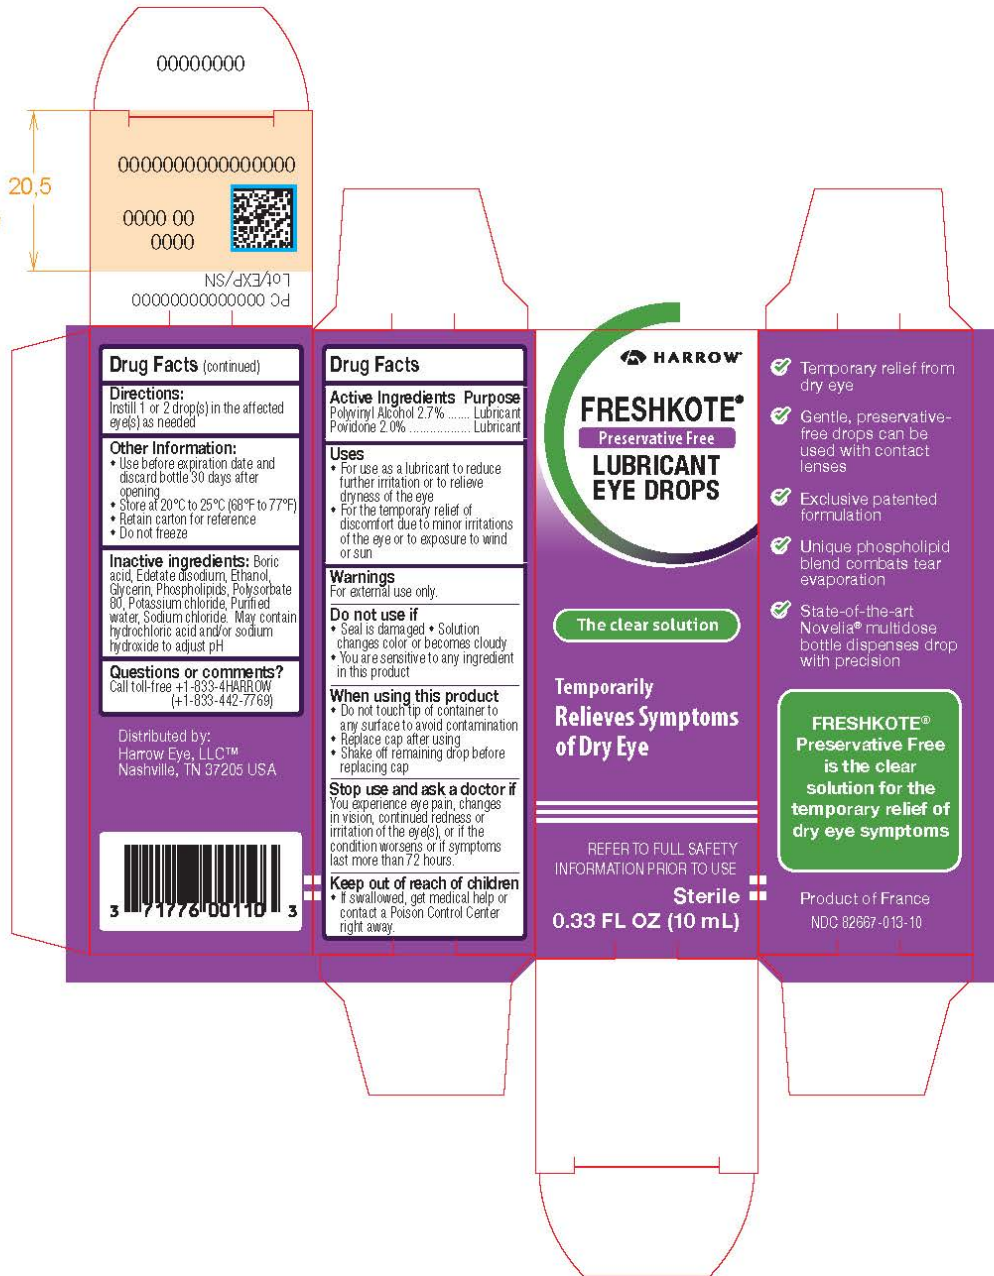 00000000
20,5
0000000000000000
0000 00
0000
PC 0000000000000000
Lot/EXP/SN
Drug Facts (continued)
Directions:
Instill 1 or 2 drop(s) in the affected
eye(s) as needed
Other Information:
♦ Use before expiration date and
discard bottle 30 days after
opening
♦ Store at 20°C to 25°C (68°F to 77°F)
♦ Retain carton for reference
♦ Do not freeze
Inactive ingredients: Boric
acid, Edetate disodium, Ethanol,
Glycerin, Phospholipids, Polysorbate
80, Potassium chloride, Purified
water, Sodium chloride. May contain
hydrochloric acid and/or sodium
hydroxide to adjust pH
Questions or comments?
Call toll-free +1-833-4HARROW
(+1-833-442-7769)
Distributed by:
Harrow Eye, LLC™
Nashville, TN 37205 USA
3 71776 00110 3
Drug Facts
Active Ingredients Purpose
Polyvinyl Alcohol 2.7% ....... Lubricant
Povidone 2.0% .................. Lubricant
Uses
♦ For use as a lubricant to reduce
further irritation or to relieve
dryness of the eye
♦ For the temporary relief of
discomfort due to minor irritations
of the eye or to exposure to wind
or sun
Warnings
For external use only.
Do not use if
♦ Seal is damaged ♦ Solution
changes color or becomes cloudy
♦ You are sensitive to any ingredient
in this product
When using this product
♦ Do not touch tip of container to
any surface to avoid contamination
♦ Replace cap after using
♦ Shake off remaining drop before
replacing cap
Stop use and ask a doctor if
You experience eye pain, changes
in vision, continued redness or
irritation of the eye(s), or if the
condition worsens or if symptoms
last more than 72 hours.
Keep out of reach of children
♦ If swallowed, get medical help or
contact a Poison Control Center
right away.
HARROW™
FRESHKOTE®
Preservative Free
LUBRICANT
EYE DROPS
The clear solution
Temporarily
Relieves Symptoms
of Dry Eye
REFER TO FULL SAFETY
INFORMATION PRIOR TO USE
Sterile
0.33 FL OZ (10 mL)
Temporary relief from
dry eye
Gentle, preservative-
free drops can be
used with contact
lenses
Exclusive patented
formulation
Unique phospholipid
blend combats tear
evaporation
State-of-the-art
Novelia® multidose
bottle dispenses drop
with precision
FRESHKOTE®
Preservative Free
is the clear
solution for the
temporary relief of
dry eye symptoms
Product of France
NDC 82667-013-10